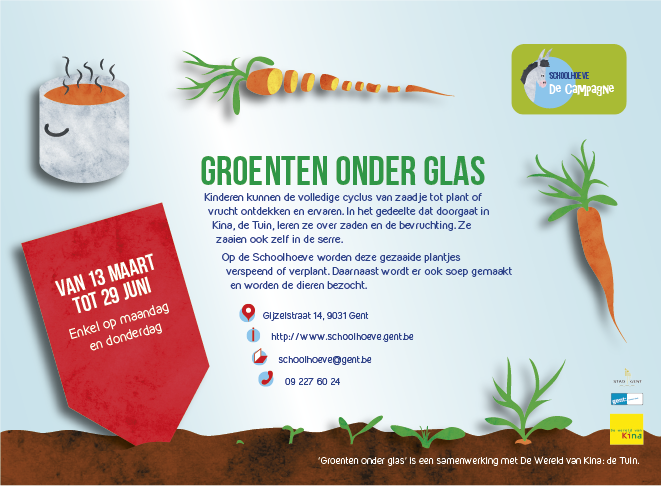 SCHOOLHOEVE
De Campagne
GROENTEN ONDER GLAS
Kinderen kunnen de volledige cyclus van zaadje tot plant of
vrucht ontdekken en ervaren. In het gedeelte dat doorgaat in
Kina, de Tuin, leren ze over zaden en de bevruchting. Ze
zaaien ook zelf in de serre.
Op de Schoolhoeve worden deze gezaaide plantjes
verspeend of verplant. Daarnaast wordt er ook soep gemaakt
en worden de dieren bezocht.
VAN 13 MAART
TOT 29 JUNI
Enkel op maandag
en donderdag
Gijzelstraat 14, 9031 Gent
http://www.schoolhoeve.gent.be
schoolhoeve@gent.be
09 227 60 24
STAD GENT
gent:
de wereld van
Kina
'Groenten onder glas' is een samenwerking met De Wereld van Kina: de Tuin.